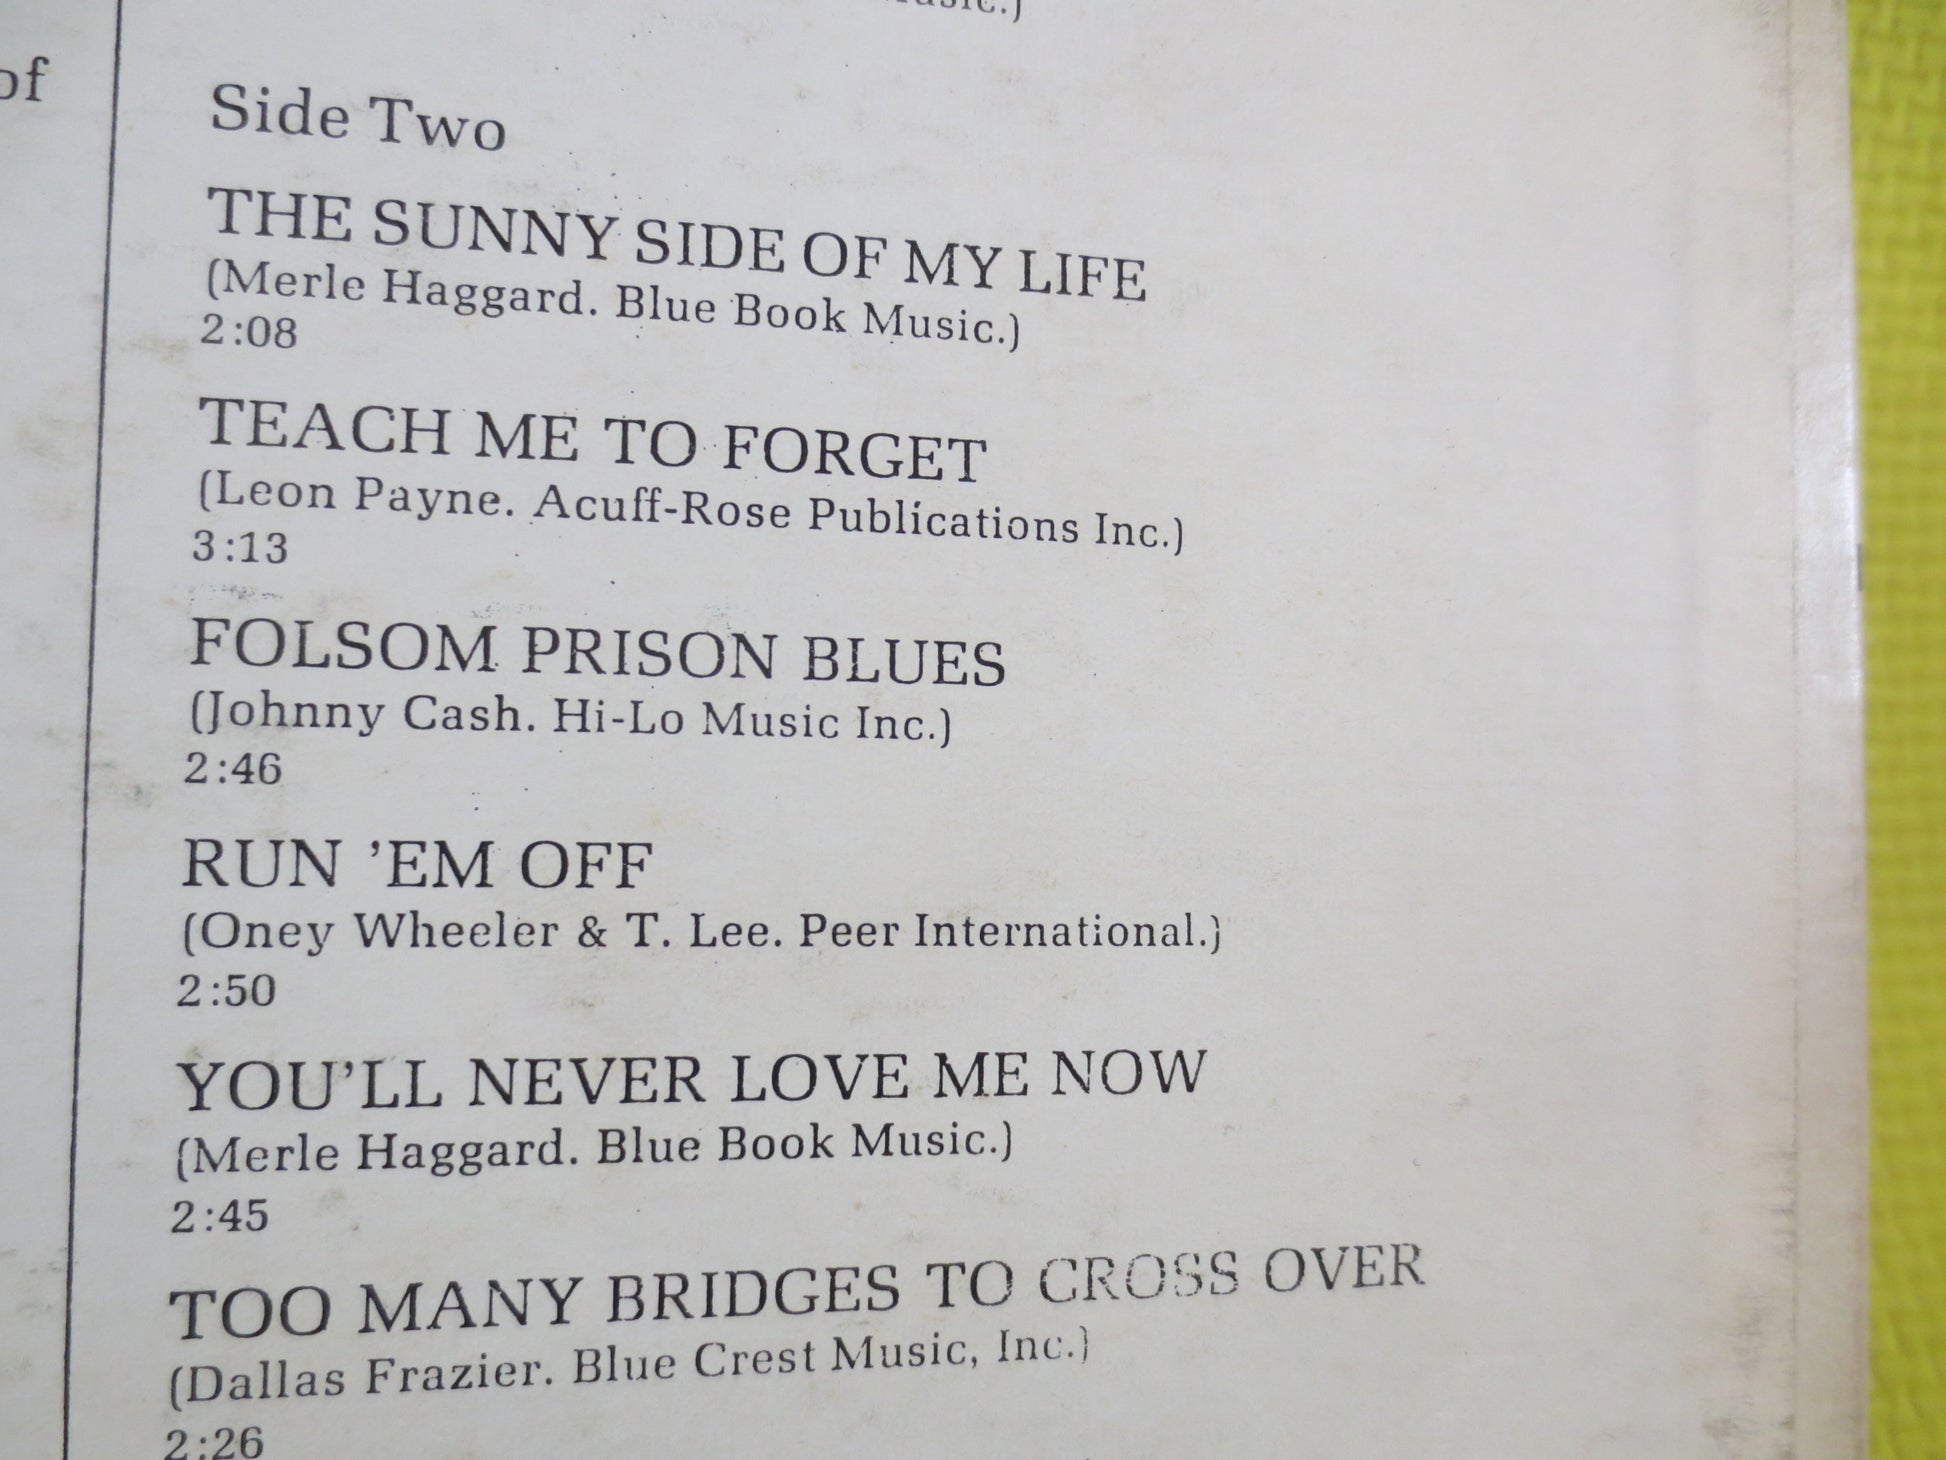 of
Side Two
THE SUNNY SIDE OF MY LIFE
(Merle Haggard. Blue Book Music.)
2:08
TEACH ME TO FORGET
(Leon Payne. Acuff-Rose Publications Inc.)
3:13
FOLSOM PRISON BLUES
(Johnny Cash. Hi-Lo Music Inc.)
2:46
RUN ’EM OFF
(Oney Wheeler & T. Lee. Peer International.)
2:50
YOU’LL NEVER LOVE ME NOW
(Merle Haggard. Blue Book Music.)
2:45
TOO MANY BRIDGES TO CROSS OVER
(Dallas Frazier. Blue Crest Music, Inc.)
2:26